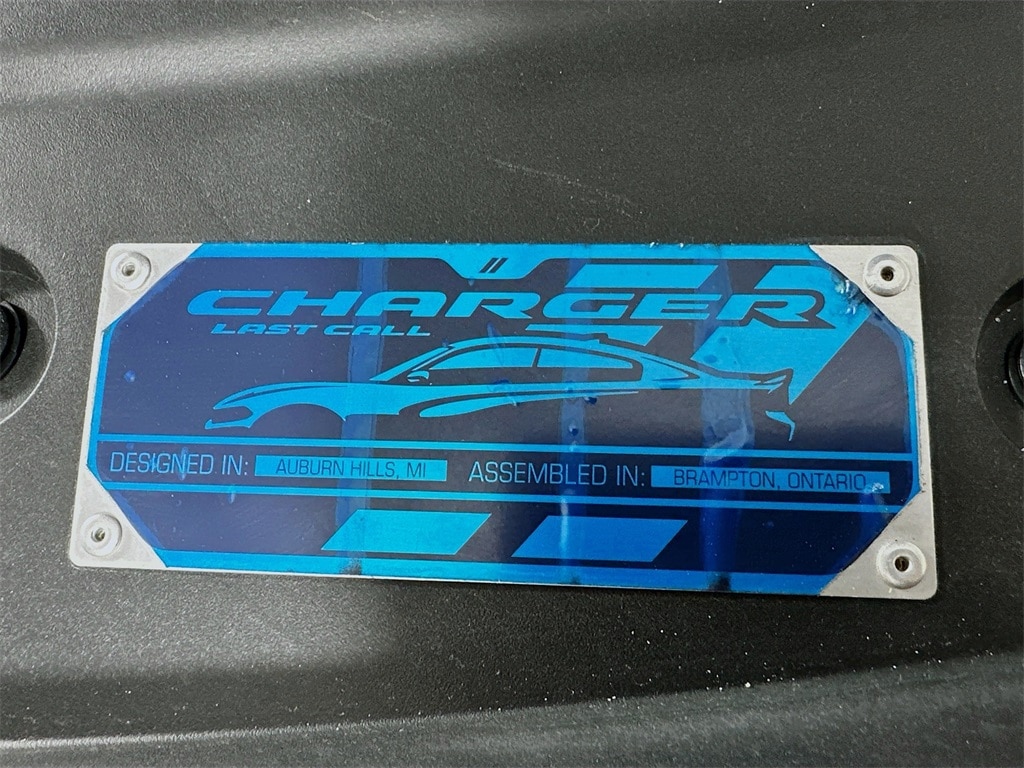 CHARGER
LAST CALL
DESIGNED IN: AUBURN HILLS, MI ASSEMBLED IN: BRAMPTON, ONTARIO